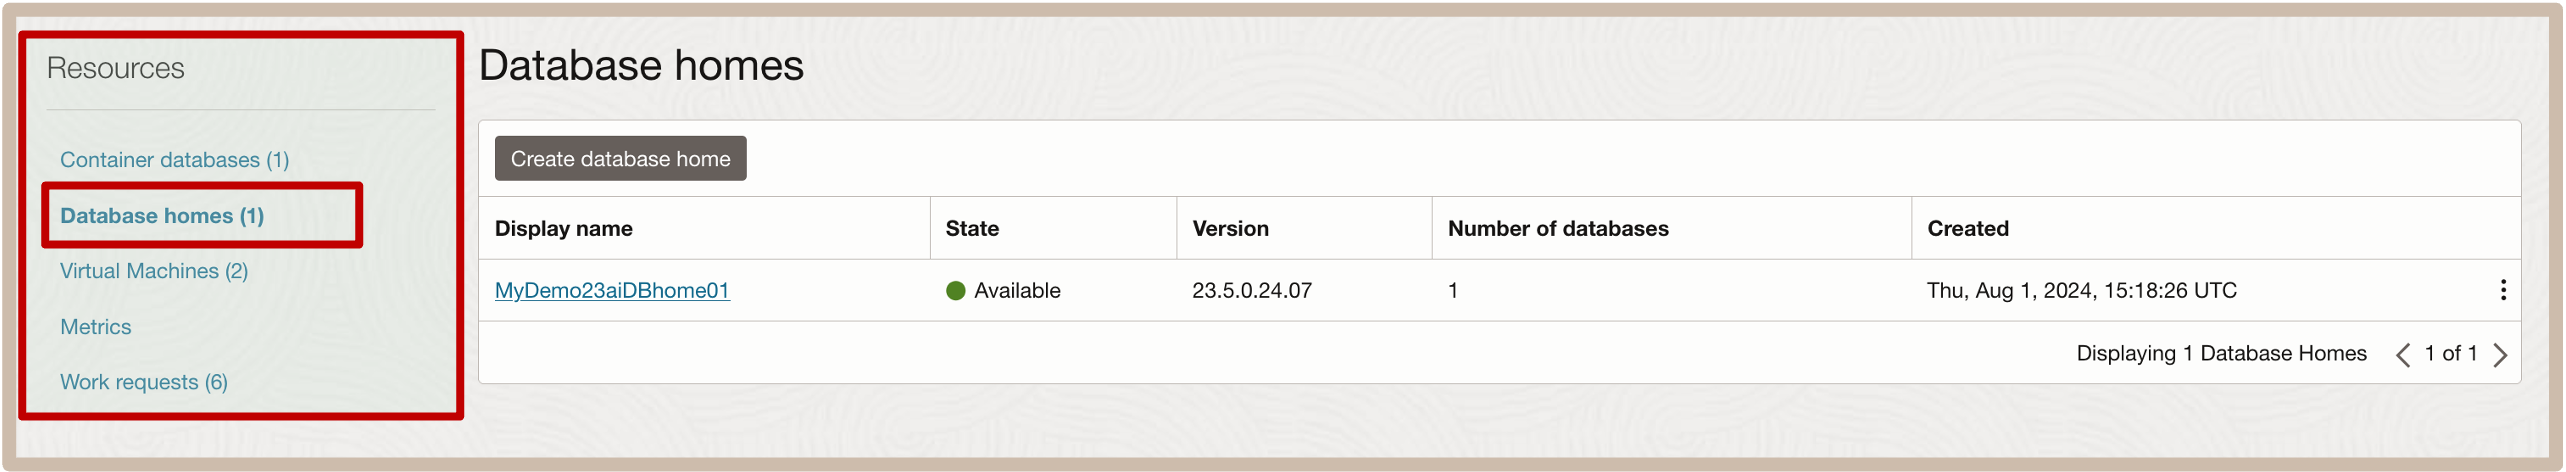 Resources
Container databases (1)
Database homes (1)
Virtual Machines (2)
Metrics
Work requests (6)
Database homes
Create database home
Display name State Version Number of databases Created
MyDemo23aiDBhome01 Available 23.5.0.24.07 1 Thu, Aug 1, 2024, 15:18:26 UTC
Displaying 1 Database Homes 1 of 1